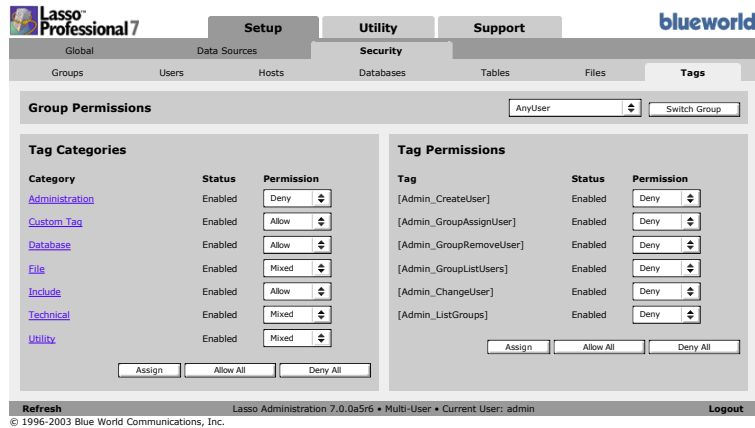 Lasso
Professional 7
Setup Utility Support
blueworld
Global Data Sources Security
Groups Users Hosts Databases Tables Files Tags
Group Permissions AnyUser Switch Group
Tag Categories
Category Status Permission
Administration Enabled Deny
Custom Tag Enabled Allow
Database Enabled Allow
File Enabled Mixed
Include Enabled Allow
Technical Enabled Mixed
Utility Enabled Mixed
Assign Allow All Deny All
Tag Permissions
Tag Status Permission
[Admin_CreateUser] Enabled Deny
[Admin_GroupAssignUser] Enabled Deny
[Admin_GroupRemoveUser] Enabled Deny
[Admin_GroupListUsers] Enabled Deny
[Admin_ChangeUser] Enabled Deny
[Admin_ListGroups] Enabled Deny
Assign Allow All Deny All
Refresh Lasso Administration 7.0.0a5r6 • Multi-User • Current User: admin Logout
© 1996-2003 Blue World Communications, Inc.